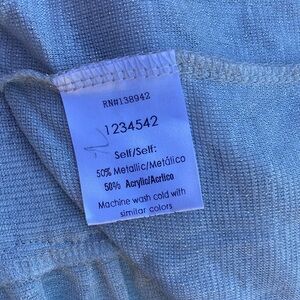 RN#138942
1234542
Self/Self:
50% Metallic/Metálico
50% Acrylic/Acrílico
Machine wash cold with
similar colors